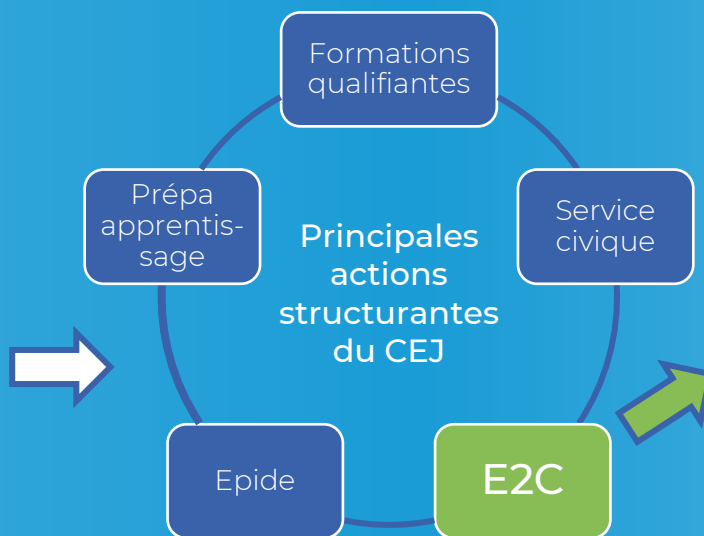 Formations
qualifiantes
Prépa
apprentis-
sage
Service
civique
Principales
actions
structurantes
du CEJ
Epide
E2C